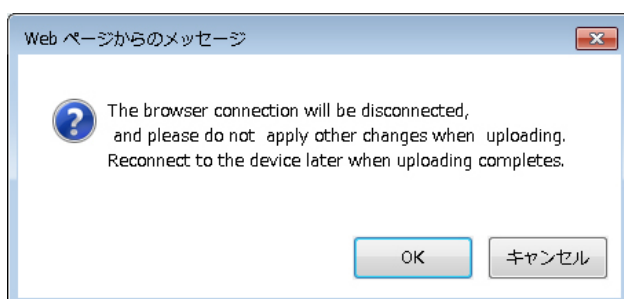 Web ページからのメッセージ
The browser connection will be disconnected,
and please do not apply other changes when uploading.
Reconnect to the device later when uploading completes.
OK
キャンセル